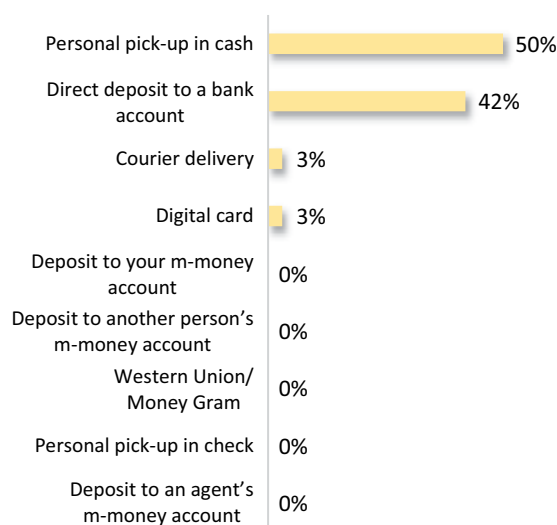 Personal pick-up in cash
50%
Direct deposit to a bank
account
42%
Courier delivery
3%
Digital card
3%
Deposit to your m-money
account
0%
Deposit to another person’s
m-money account
0%
Western Union/
Money Gram
0%
Personal pick-up in check
0%
Deposit to an agent’s
m-money account
0%